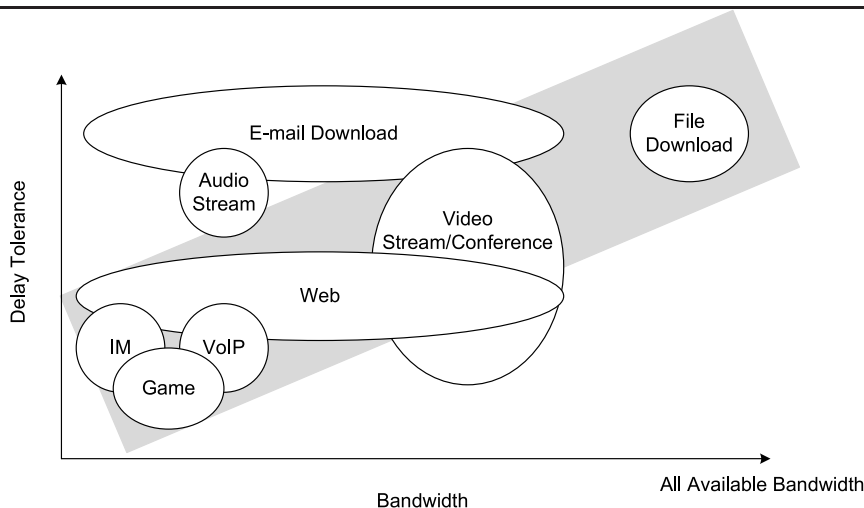 E-mail Download
File
Download
Audio
Stream
Video
Stream/Conference
Web
IM
VoIP
Game
Delay Tolerance
Bandwidth
All Available Bandwidth